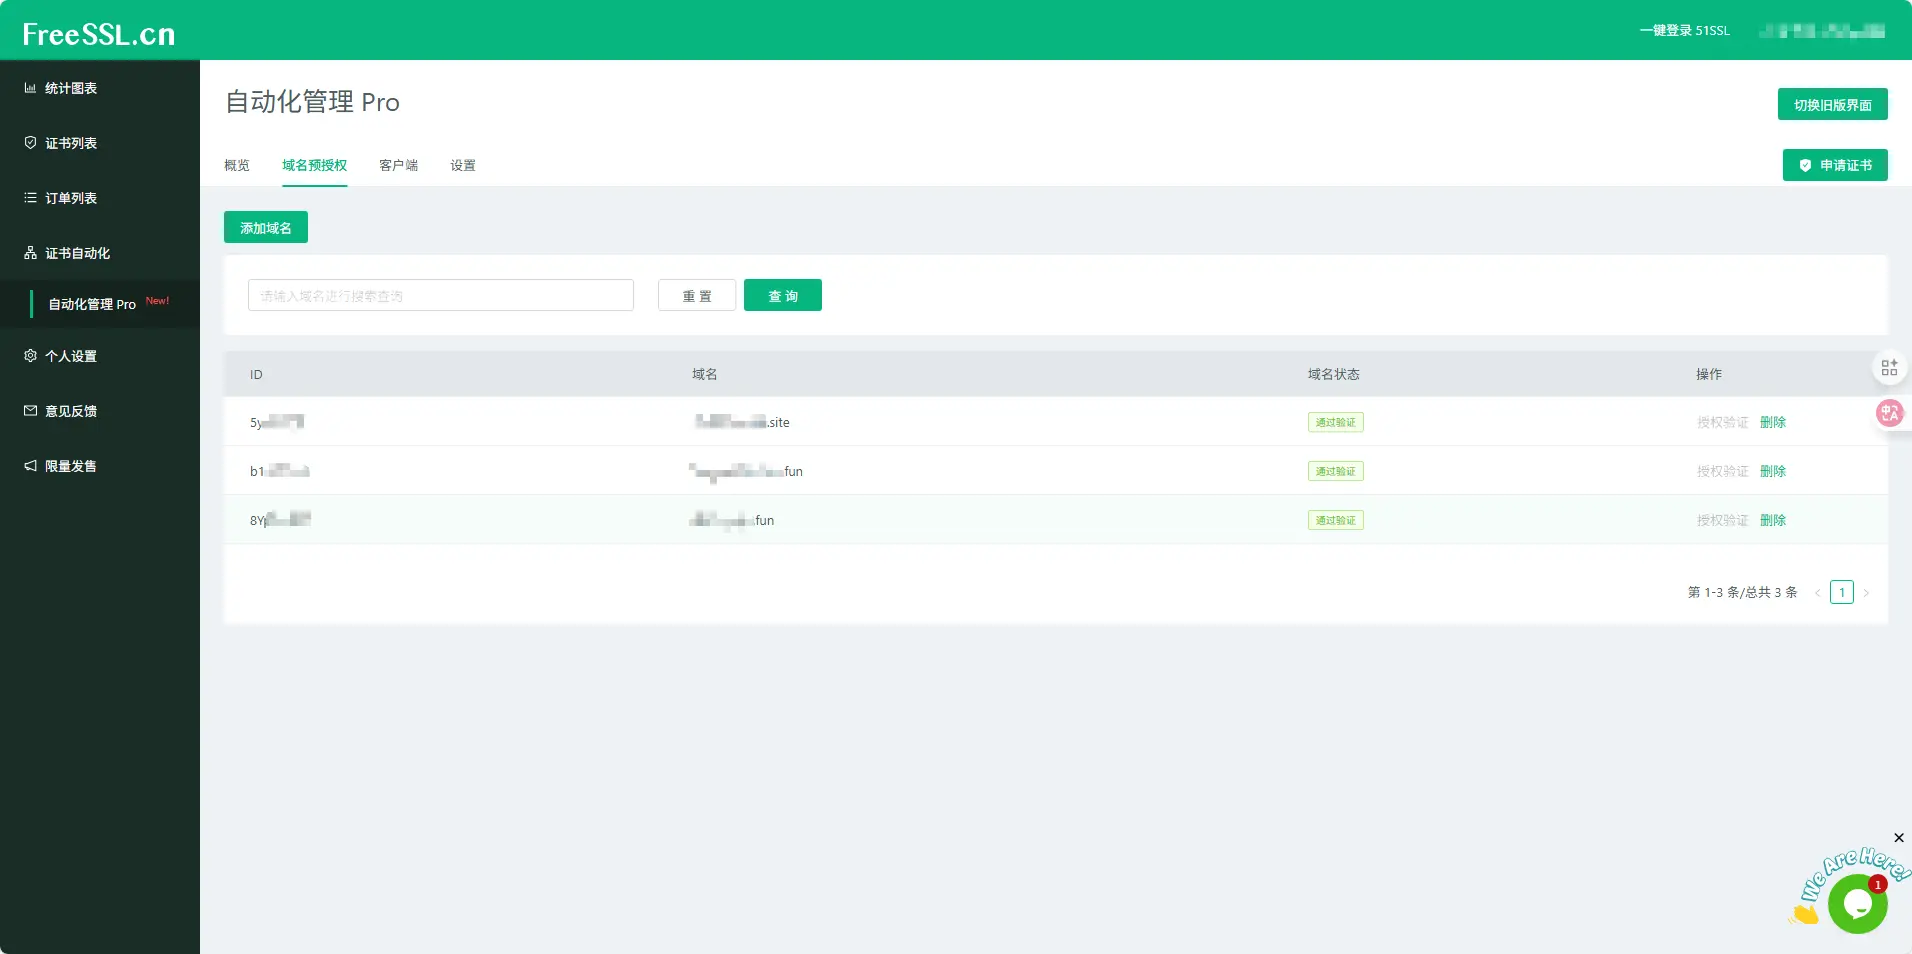 FreeSSL.cn
一键登录 51SSL
统计图表
证书列表
订单列表
证书自动化
自动化管理 Pro New!
个人设置
意见反馈
限量发售
自动化管理 Pro
切换旧版界面
概览 域名预授权 客户端 设置
申请证书
添加域名
请输入域名进行搜索查询 重 置 查 询
ID 域名 域名状态 操作
5y .site 通过验证 授权验证 删除
b1 .fun 通过验证 授权验证 删除
8Y .fun 通过验证 授权验证 删除
第 1-3 条/总共 3 条 1
We Are Here!
1